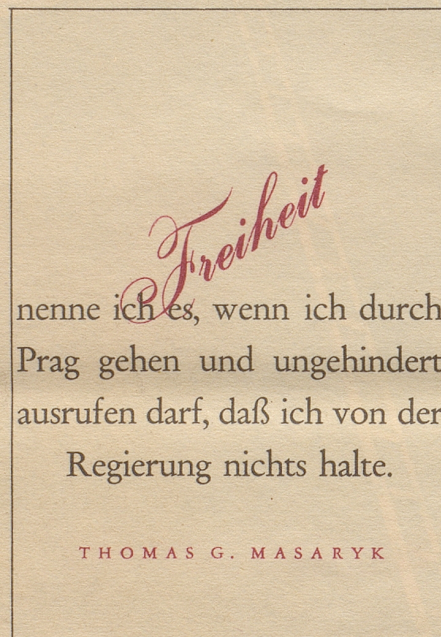 Freiheit
nenne ich es, wenn ich durch
Prag gehen und ungehindert
ausrufen darf, daß ich von der
Regierung nichts halte.
THOMAS G. MASARYK